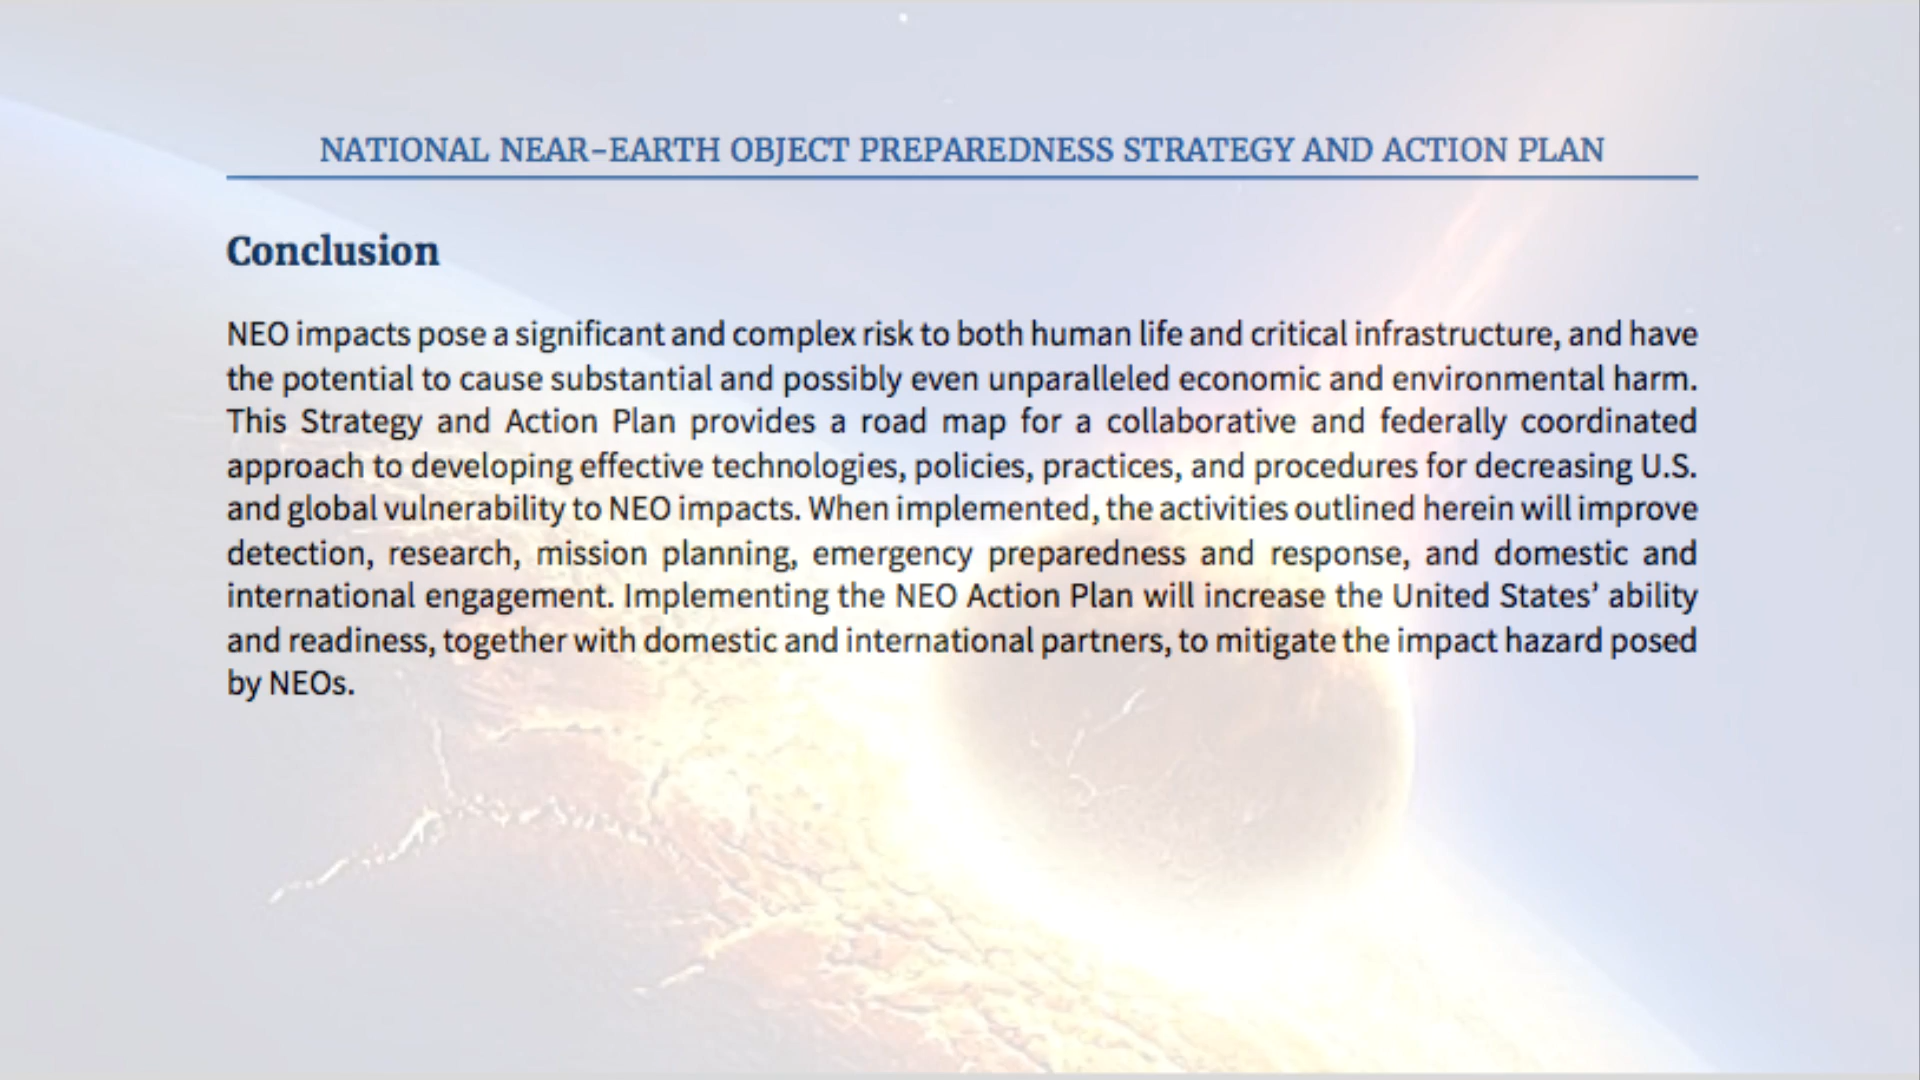 NATIONAL NEAR–EARTH OBJECT PREPAREDNESS STRATEGY AND ACTION PLAN
Conclusion
NEO impacts pose a significant and complex risk to both human life and critical infrastructure, and have
the potential to cause substantial and possibly even unparalleled economic and environmental harm.
This Strategy and Action Plan provides a road map for a collaborative and federally coordinated
approach to developing effective technologies, policies, practices, and procedures for decreasing U.S.
and global vulnerability to NEO impacts. When implemented, the activities outlined herein will improve
detection, research, mission planning, emergency preparedness and response, and domestic and
international engagement. Implementing the NEO Action Plan will increase the United States’ ability
and readiness, together with domestic and international partners, to mitigate the impact hazard posed
by NEOs.